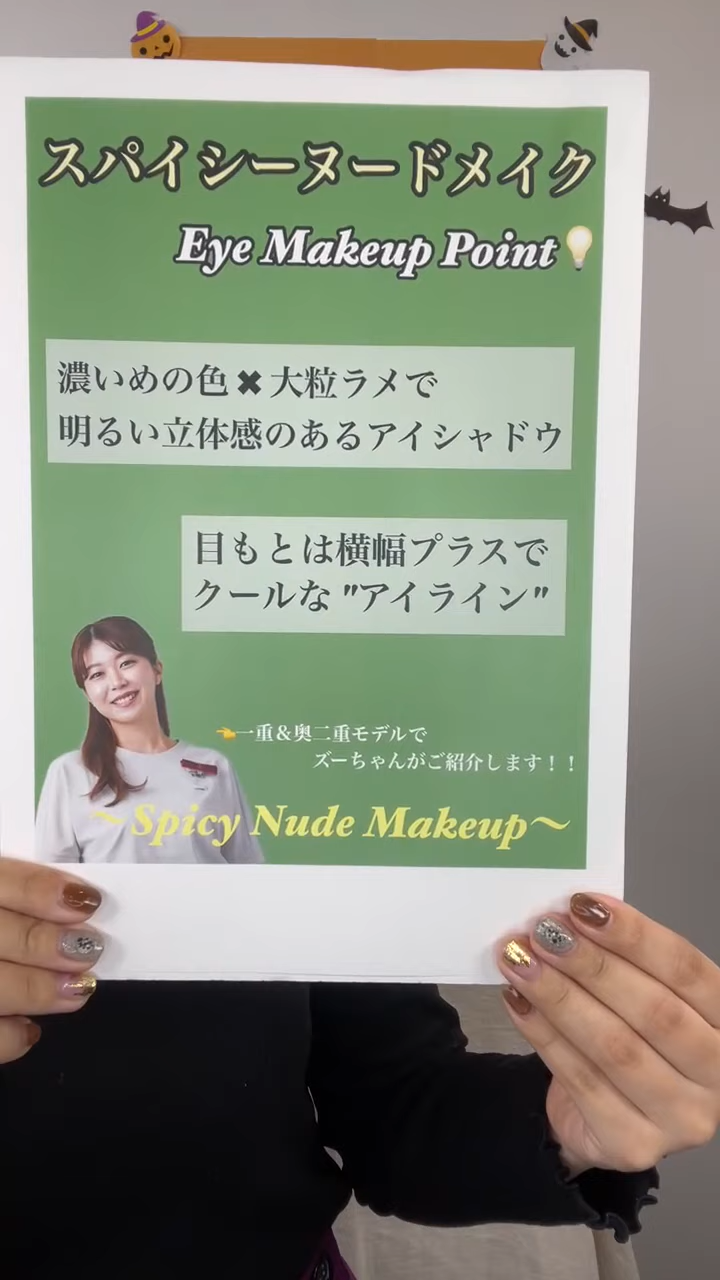 スパイシーヌードメイク
Eye Makeup Point💡
濃いめの色✖大粒ラメで
明るい立体感のあるアイシャドウ
目もとは横幅プラスで
クールな"アイライン"
👈一重&奥二重モデルで
ズーちゃんがご紹介します!!
~Spicy Nude Makeup~